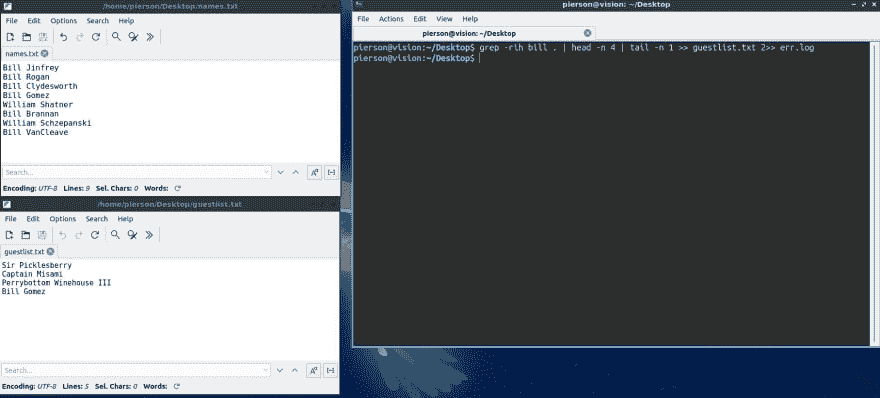 /home/pierson/Desktop/names.txt
File Edit Options Search Help
names.txt
Bill Jinfrey
Bill Rogan
Bill Clydesworth
Bill Gomez
William Shatner
Bill Brannan
William Schzepanski
Bill VanCleave
Search...
Encoding: UTF-8 Lines: 9 Sel. Chars: 0 Words:
/home/pierson/Desktop/guestlist.txt
File Edit Options Search Help
guestlist.txt
Sir Picklesberry
Captain Misami
Perrybottom Winehouse III
Bill Gomez
Search...
Encoding: UTF-8 Lines: 5 Sel. Chars: 0 Words:
pierson@vision: ~/Desktop
File Actions Edit View Help
pierson@vision: ~/Desktop
pierson@vision:~/Desktop$ grep -rih bill . | head -n 4 | tail -n 1 >> guestlist.txt 2>> err.log
pierson@vision:~/Desktop$